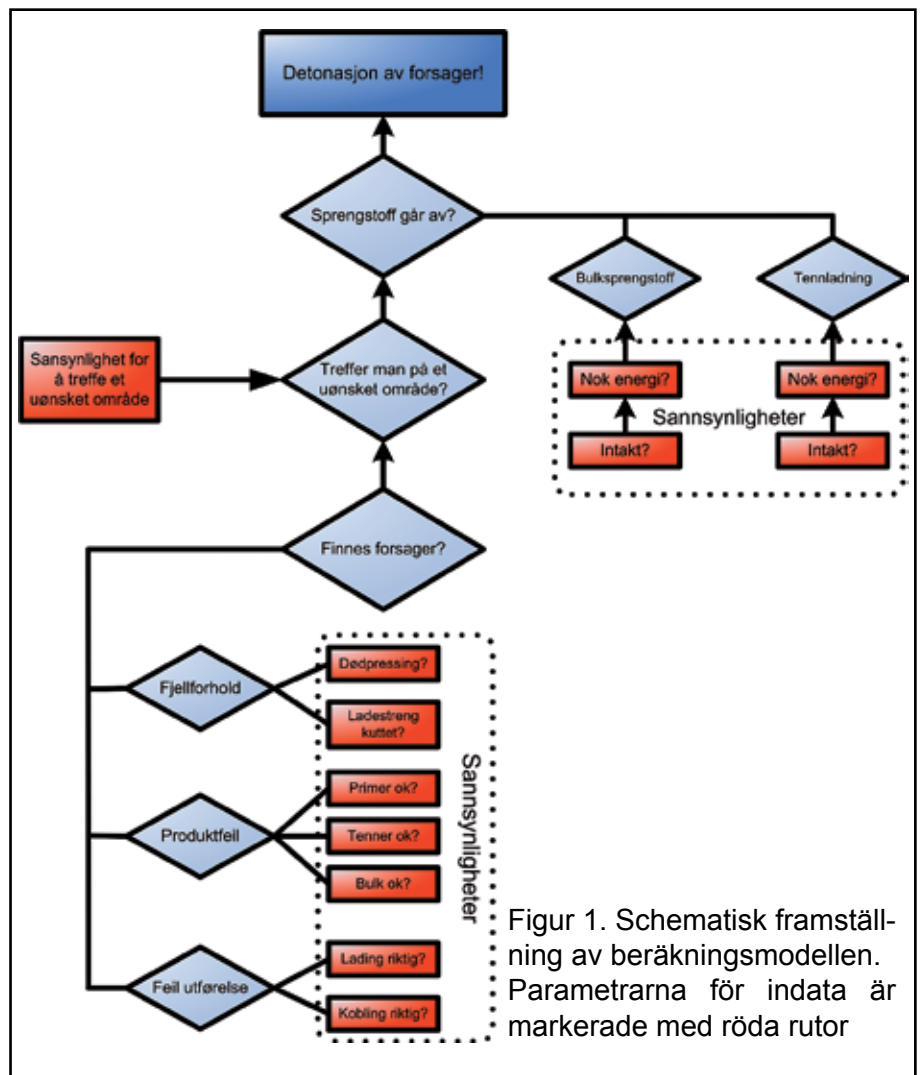 Detonasjon av forsager!
Sprengstoff går av?
Bulksprengstoff
Tennladning
Sansynlighet for
å treffe et
uønsket område
Treffer man på et
uønsket område?
Nok energi?
Nok energi?
Sannsynligheter
Intakt?
Intakt?
Finnes forsager?
Fjellforhold
Dødpressing?
Ladestreng
kuttet?
Produktfeil
Primer ok?
Tenner ok?
Bulk ok?
Feil utførelse
Lading riktig?
Kobling riktig?
Sannsynligheter
Figur 1. Schematisk framställ-
ning av beräkningsmodellen.
Parametrarna för indata är
markerade med röda rutor